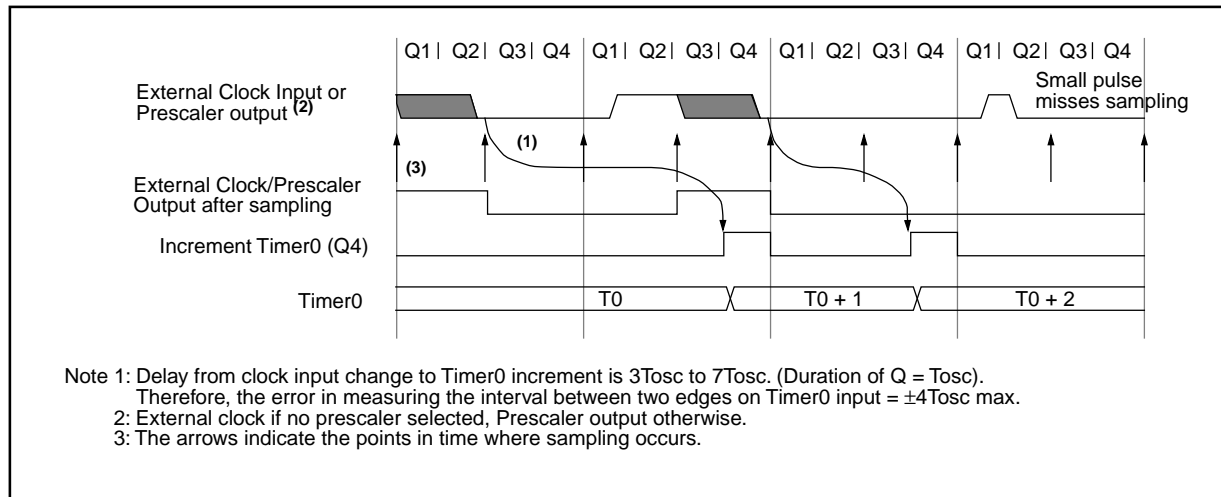 Q1| Q2| Q3| Q4 Q1| Q2| Q3| Q4 Q1| Q2| Q3| Q4 Q1| Q2| Q3| Q4
External Clock Input or
Prescaler output (2)
Small pulse
misses sampling
(1)
(3)
External Clock/Prescaler
Output after sampling
Increment Timer0 (Q4)
Timer0 T0 T0 + 1 T0 + 2
Note 1: Delay from clock input change to Timer0 increment is 3Tosc to 7Tosc. (Duration of Q = Tosc).
Therefore, the error in measuring the interval between two edges on Timer0 input = ±4Tosc max.
2: External clock if no prescaler selected, Prescaler output otherwise.
3: The arrows indicate the points in time where sampling occurs.